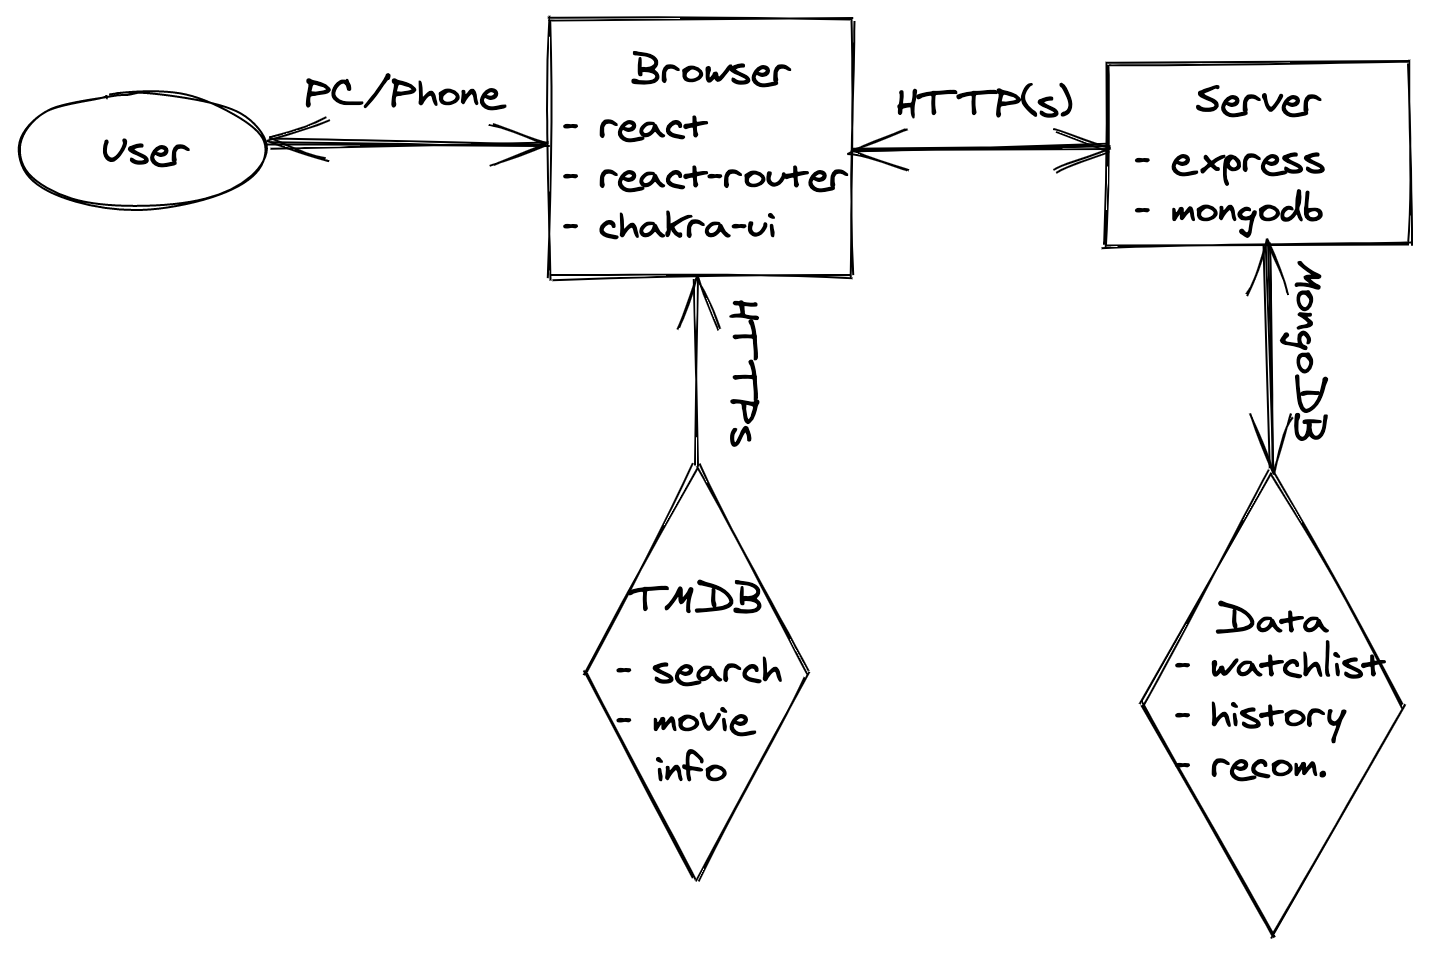 User
PC/Phone
Browser
- react
- react-router
- chakra-ui
HTTP(s)
Server
- express
- mongodb
HTTPs
MongoDB
TMDB
- search
- movie
info
Data
- watchlist
- history
- recom.